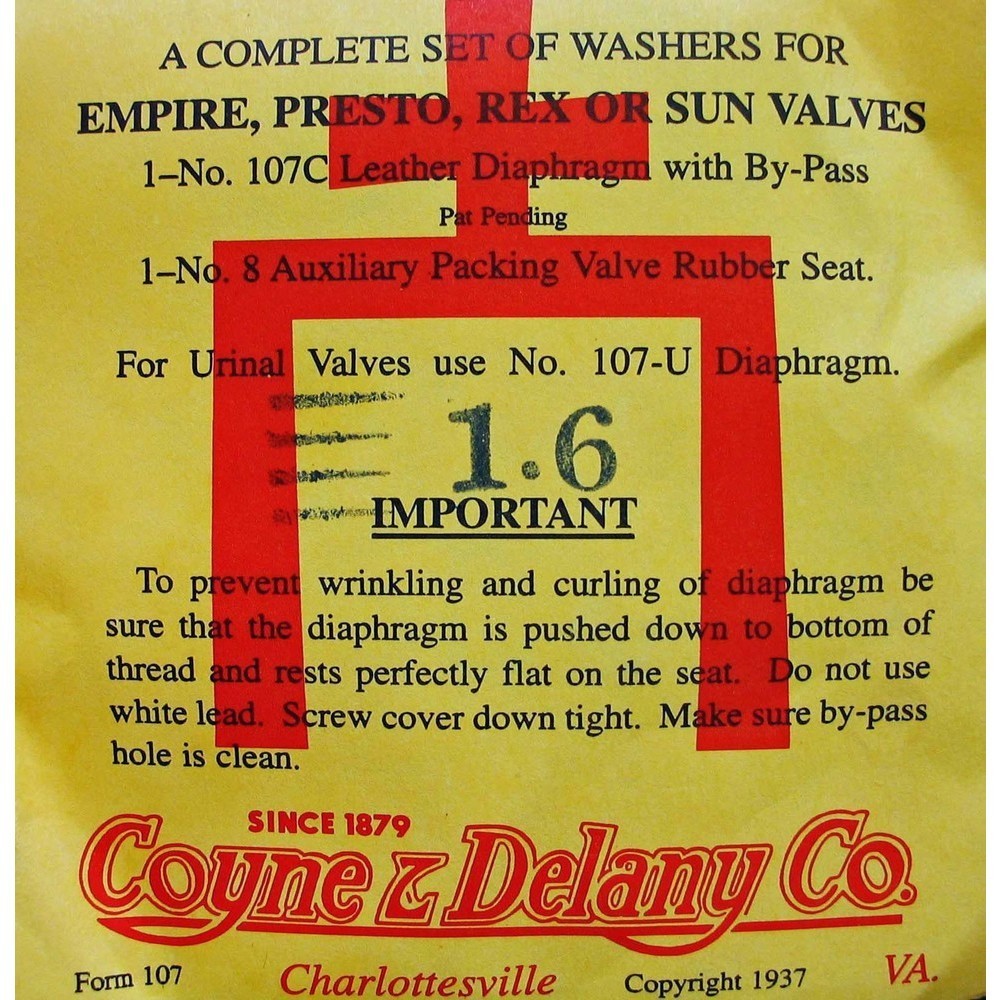 A COMPLETE SET OF WASHERS FOR
EMPIRE, PRESTO, REX OR SUN VALVES
1–No. 107C Leather Diaphragm with By-Pass
Pat Pending
1–No. 8 Auxiliary Packing Valve Rubber Seat.
For Urinal Valves use No. 107-U Diaphragm.
1.6
IMPORTANT
To prevent wrinkling and curling of diaphragm be
sure that the diaphragm is pushed down to bottom of
thread and rests perfectly flat on the seat. Do not use
white lead. Screw cover down tight. Make sure by-pass
hole is clean.
SINCE 1879
Coyne & Delany Co.
Form 107 Charlottesville Copyright 1937 VA.